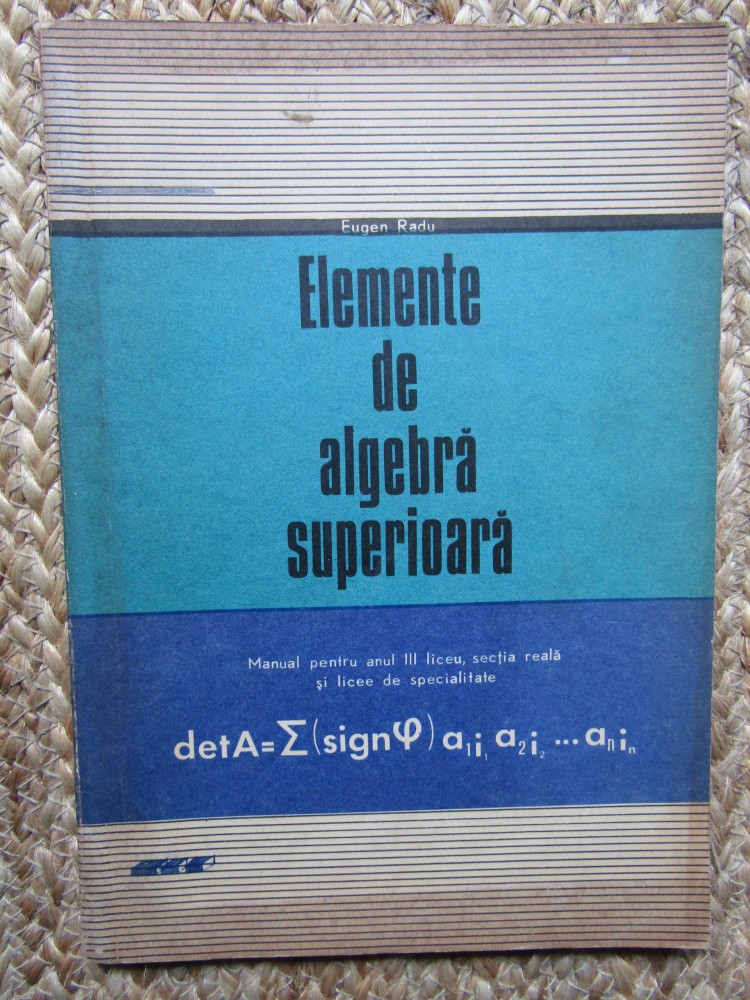 Eugen Radu
Elemente
de
algebră
superioară
Manual pentru anul III liceu, secția reală
și licee de specialitate
detA=Σ(signφ)a₁i₁ a₂i₂ ... aₙiₙ